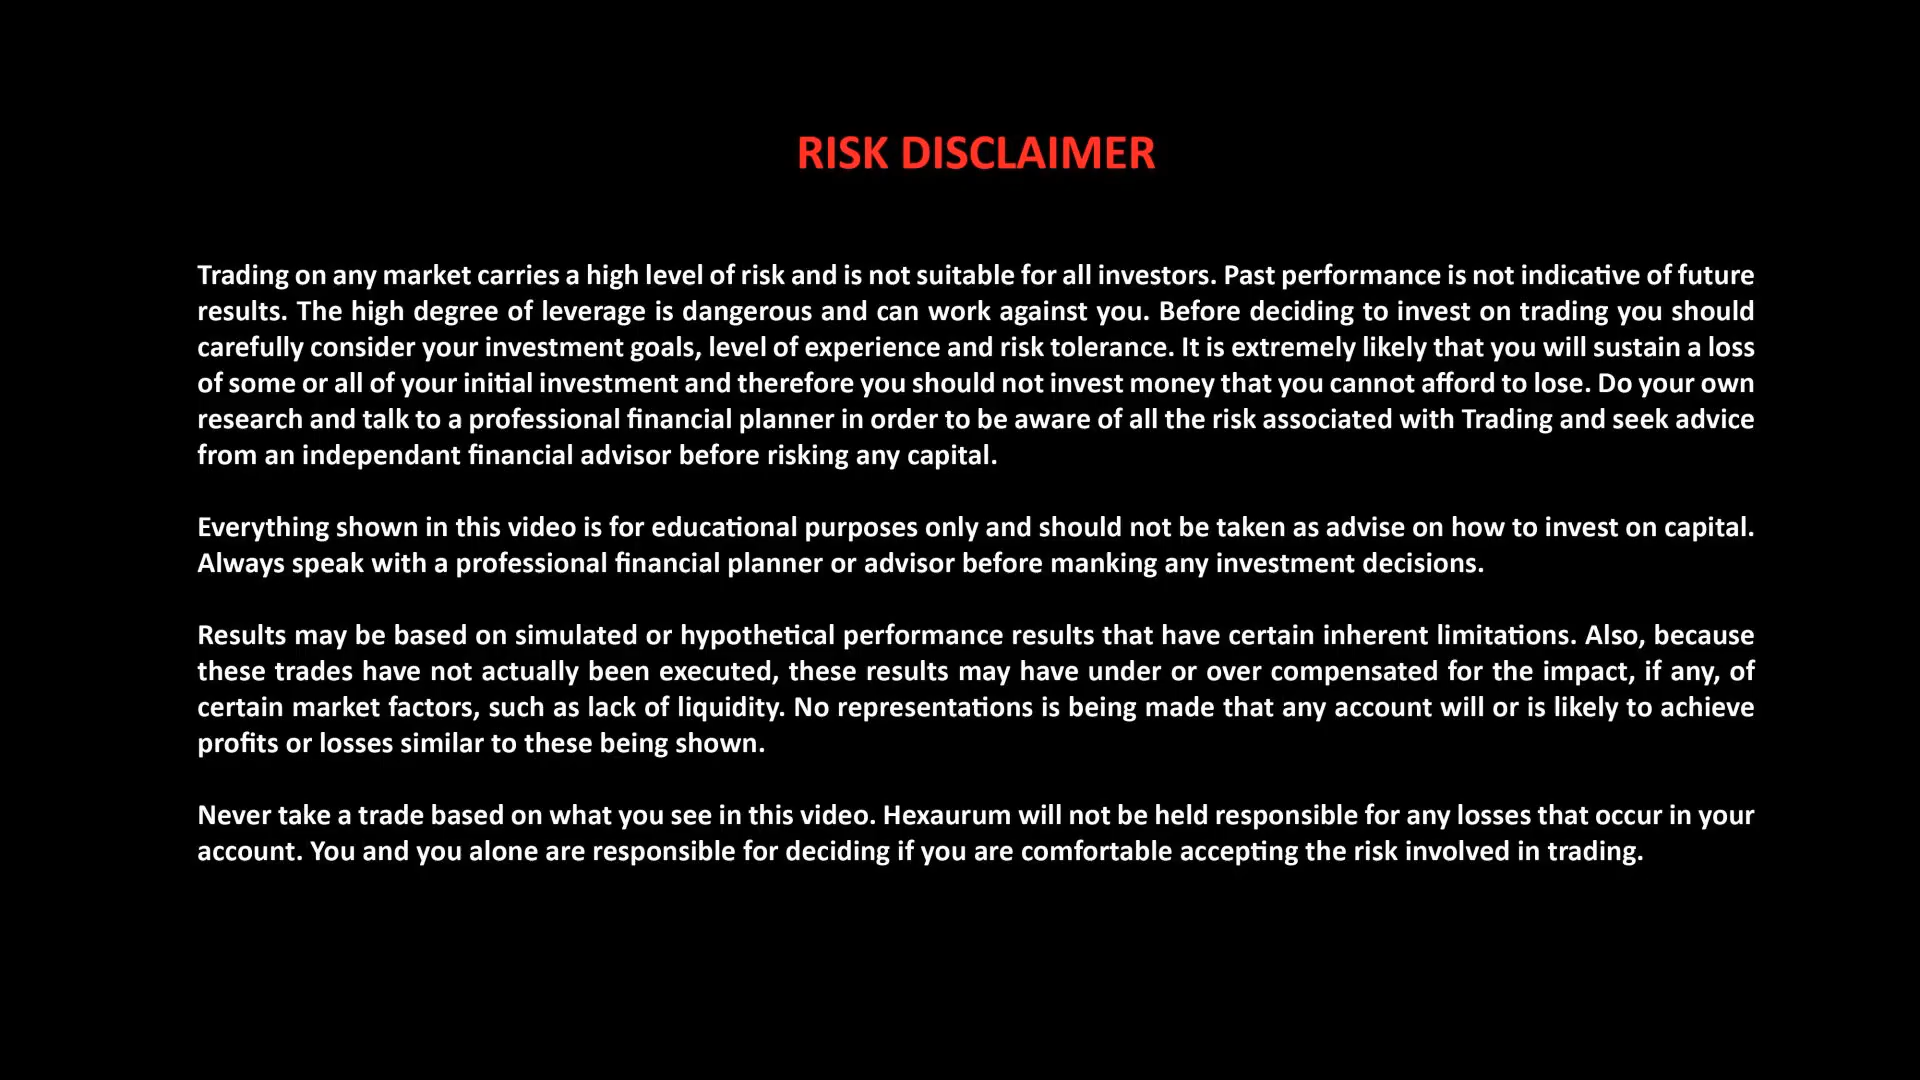 RISK DISCLAIMER
Trading on any market carries a high level of risk and is not suitable for all investors. Past performance is not indicative of future
results. The high degree of leverage is dangerous and can work against you. Before deciding to invest on trading you should
carefully consider your investment goals, level of experience and risk tolerance. It is extremely likely that you will sustain a loss
of some or all of your initial investment and therefore you should not invest money that you cannot afford to lose. Do your own
research and talk to a professional financial planner in order to be aware of all the risk associated with Trading and seek advice
from an independant financial advisor before risking any capital.
Everything shown in this video is for educational purposes only and should not be taken as advise on how to invest on capital.
Always speak with a professional financial planner or advisor before manking any investment decisions.
Results may be based on simulated or hypothetical performance results that have certain inherent limitations. Also, because
these trades have not actually been executed, these results may have under or over compensated for the impact, if any, of
certain market factors, such as lack of liquidity. No representations is being made that any account will or is likely to achieve
profits or losses similar to these being shown.
Never take a trade based on what you see in this video. Hexaurum will not be held responsible for any losses that occur in your
account. You and you alone are responsible for deciding if you are comfortable accepting the risk involved in trading.